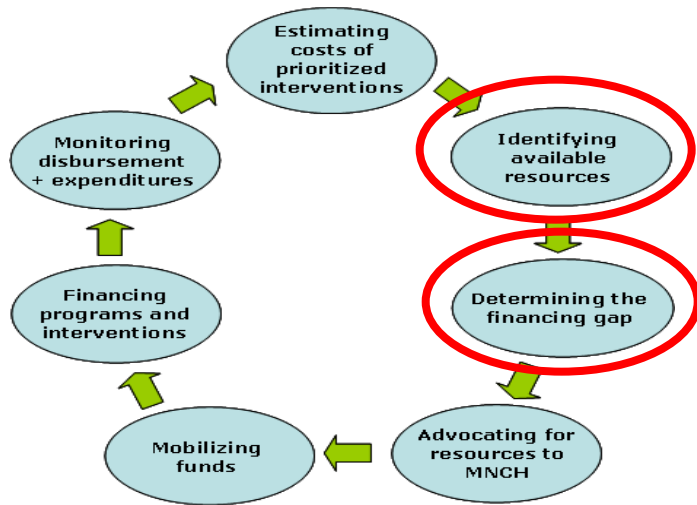 Estimating
costs of
prioritized
interventions
Identifying
available
resources
Determining the
financing gap
Advocating for
resources to
MNCH
Mobilizing
funds
Financing
programs and
interventions
Monitoring
disbursement
+ expenditures